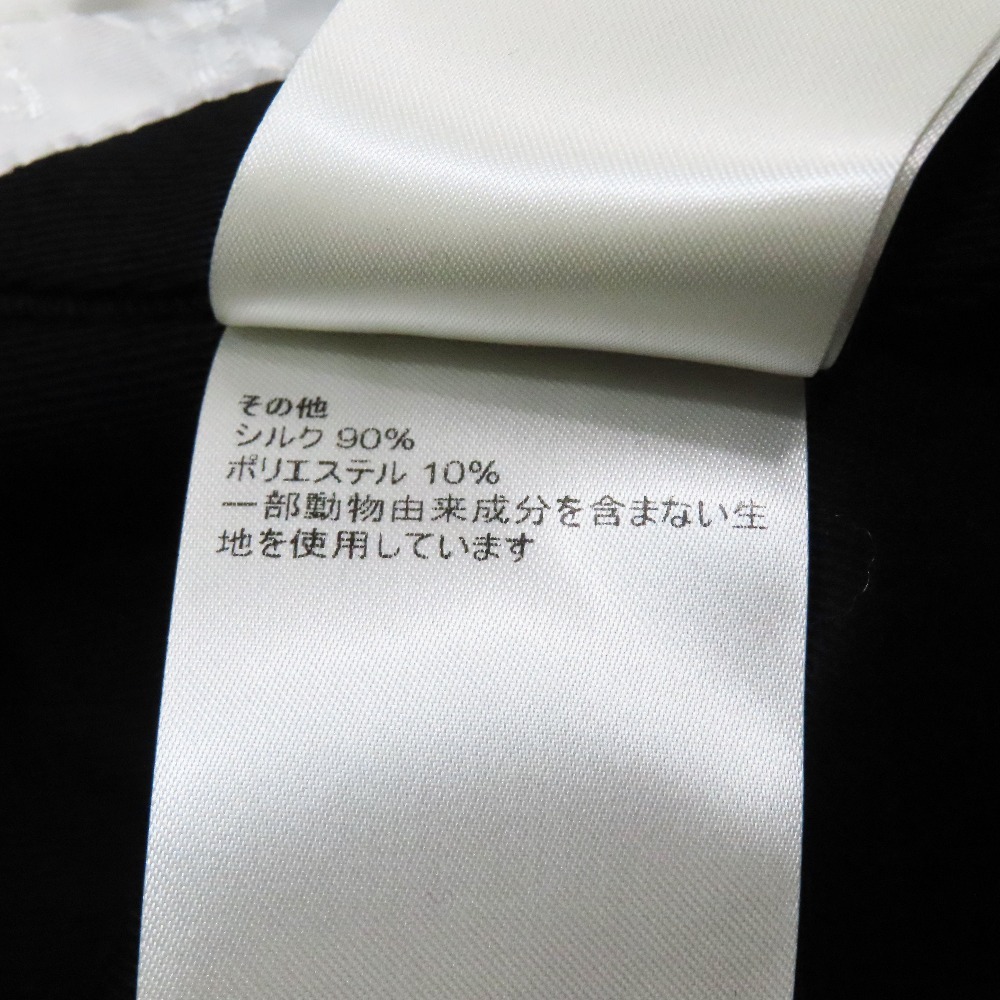 その他
シルク 90%
ポリエステル 10%
一部動物由来成分を含まない生
地を使用しています